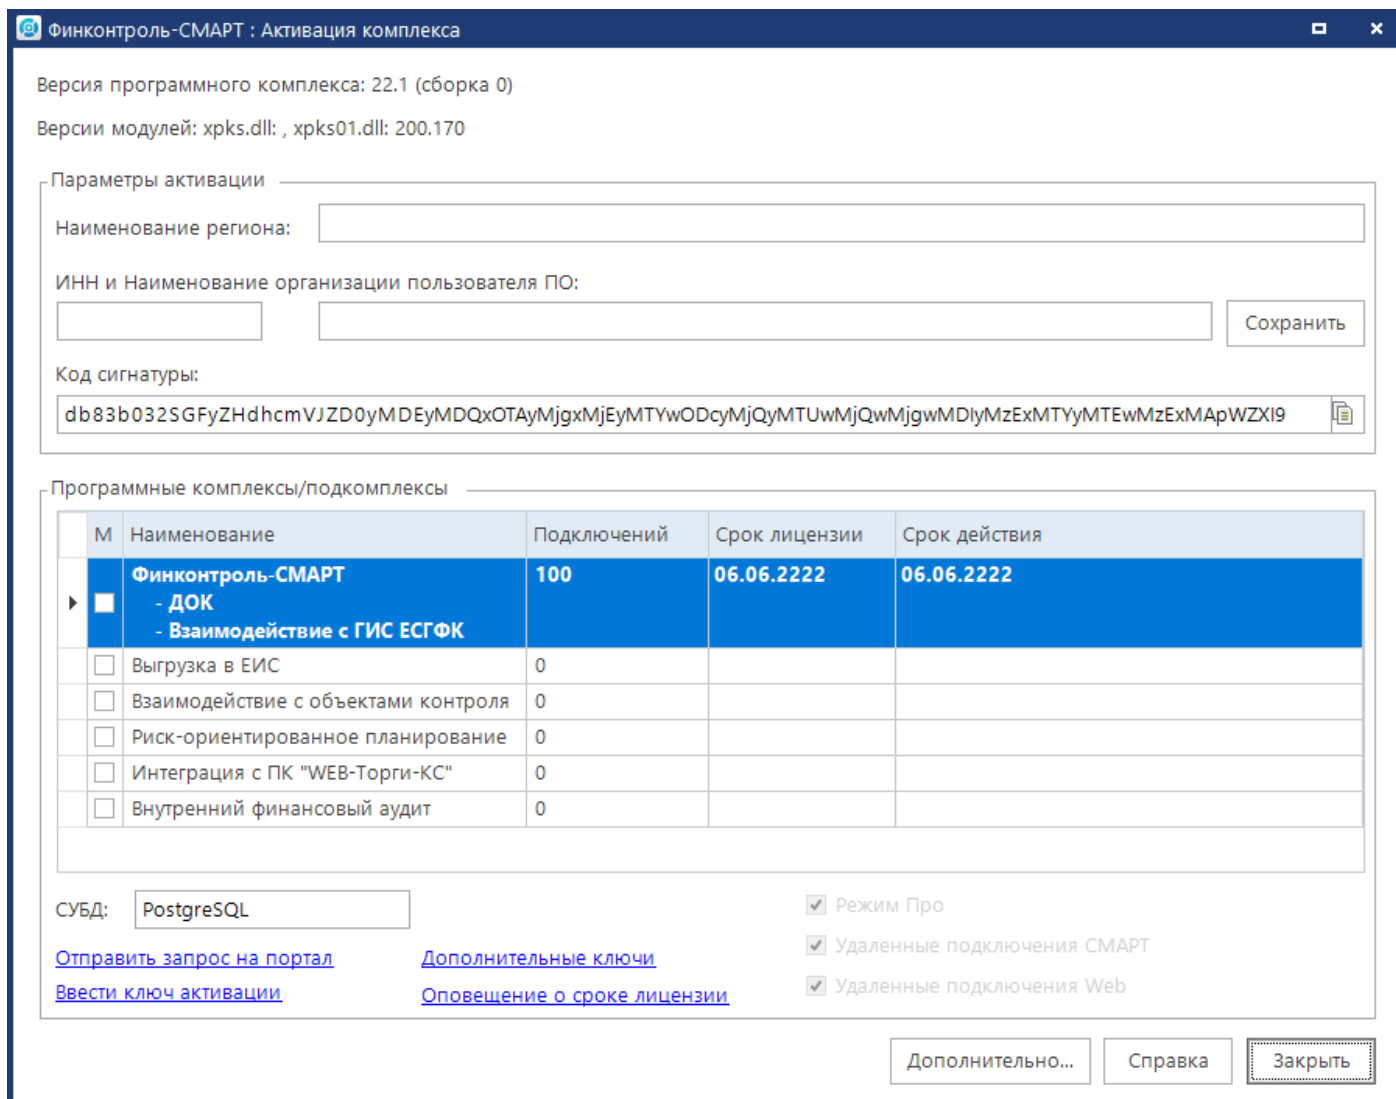 Финконтроль-СМАРТ : Активация комплекса
Версия программного комплекса: 22.1 (сборка 0)
Версии модулей: xpks.dll: , xpks01.dll: 200.170
Параметры активации
Наименование региона:
ИНН и Наименование организации пользователя ПО:
Сохранить
Код сигнатуры:
db83b032SGFyZHdhcmVJZD0yMDEyMDQxOTAyMjgxMjEyMTYwODcyMjQyMTUwMjQwMjgwMDIyMzExMTYyMTEwMzExMApWZXI9
Программные комплексы/подкомплексы
М Наименование Подключений Срок лицензии Срок действия
Финконтроль-СМАРТ 100 06.06.2222 06.06.2222
- ДОК
- Взаимодействие с ГИС ЕСГФК
Выгрузка в ЕИС 0
Взаимодействие с объектами контроля 0
Риск-ориентированное планирование 0
Интеграция с ПК "WEB-Торги-КС" 0
Внутренний финансовый аудит 0
СУБД: PostgreSQL
Режим Про
Удаленные подключения СМАРТ
Удаленные подключения Web
Отправить запрос на портал Дополнительные ключи
Ввести ключ активации Оповещение о сроке лицензии
Дополнительно... Справка Закрыть